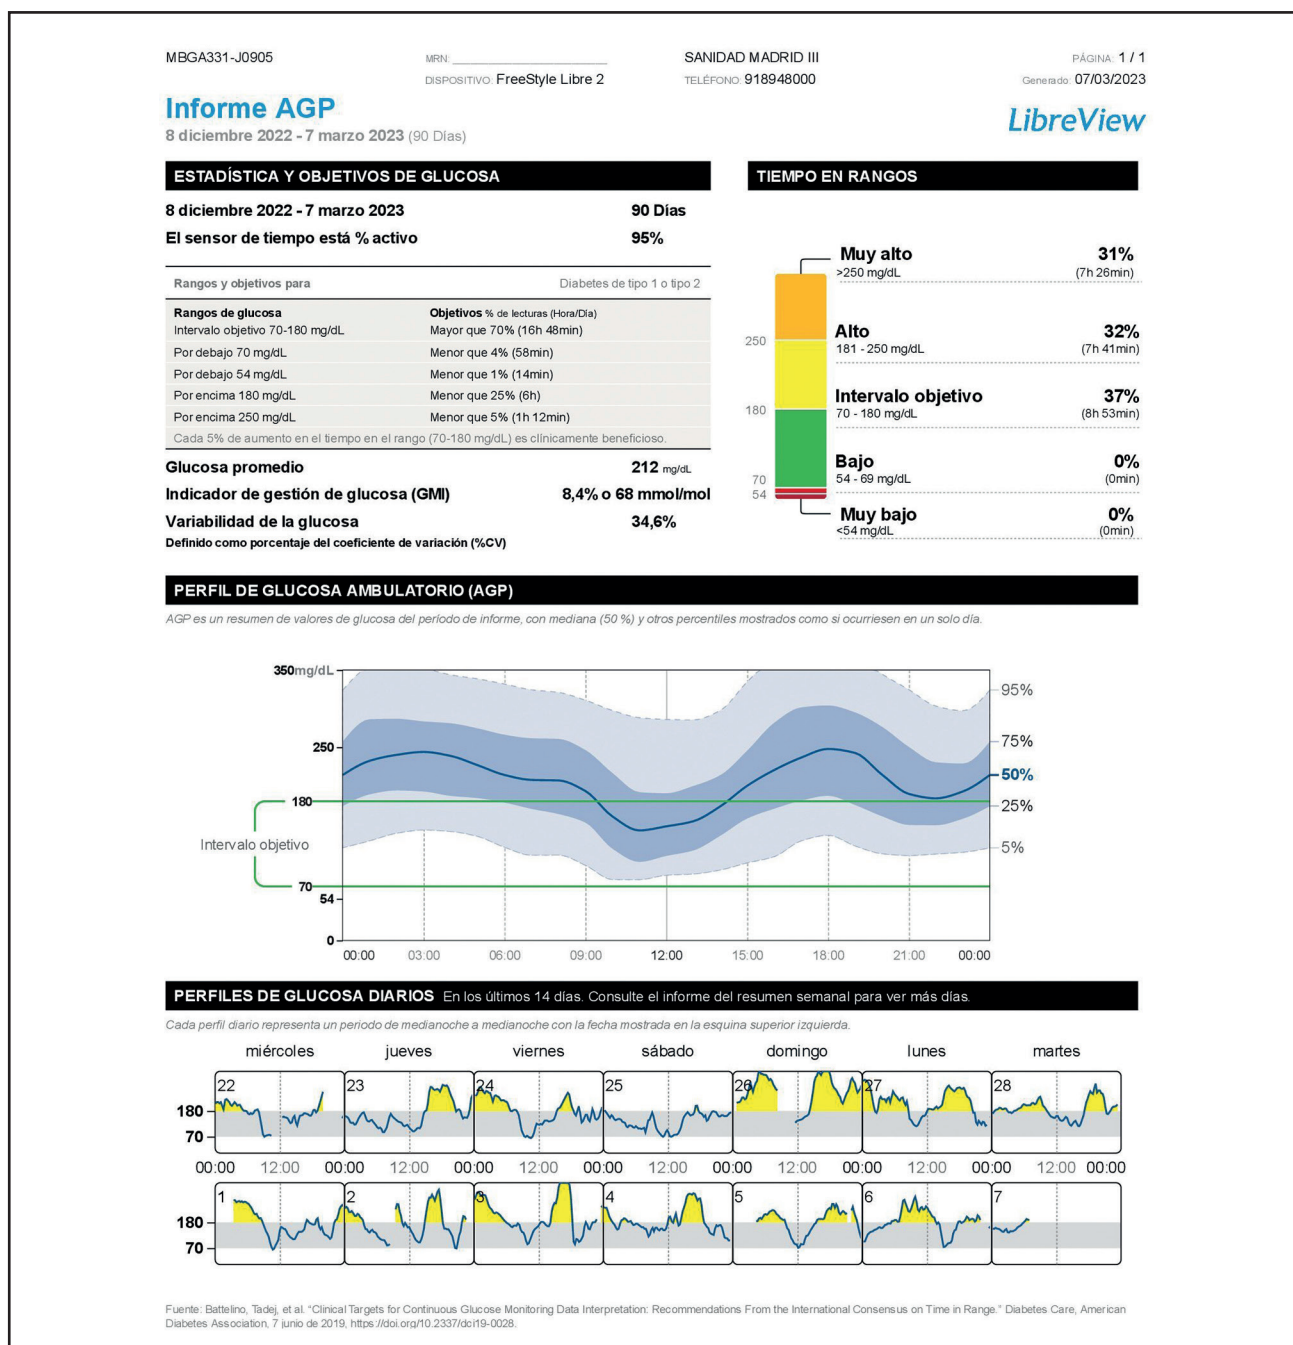 MBGA331-J0905 MRN: SANIDAD MADRID III PÁGINA: 1 / 1
DISPOSITIVO: FreeStyle Libre 2 TELÉFONO: 918948000 Generado: 07/03/2023
Informe AGP
LibreView
8 diciembre 2022 - 7 marzo 2023 (90 Días)
ESTADÍSTICA Y OBJETIVOS DE GLUCOSA
8 diciembre 2022 - 7 marzo 2023 90 Días
El sensor de tiempo está % activo 95%
Rangos y objetivos para Diabetes de tipo 1 o tipo 2
Rangos de glucosa Objetivos % de lecturas (Hora/Día)
Intervalo objetivo 70-180 mg/dL Mayor que 70% (16h 48min)
Por debajo 70 mg/dL Menor que 4% (58min)
Por debajo 54 mg/dL Menor que 1% (14min)
Por encima 180 mg/dL Menor que 25% (6h)
Por encima 250 mg/dL Menor que 5% (1h 12min)
Cada 5% de aumento en el tiempo en el rango (70-180 mg/dL) es clínicamente beneficioso.
Glucosa promedio 212 mg/dL
Indicador de gestión de glucosa (GMI) 8,4% o 68 mmol/mol
Variabilidad de la glucosa 34,6%
Definido como porcentaje del coeficiente de variación (%CV)
TIEMPO EN RANGOS
Muy alto 31%
>250 mg/dL (7h 26min)
250
Alto 32%
181 - 250 mg/dL (7h 41min)
180
Intervalo objetivo 37%
70 - 180 mg/dL (8h 53min)
70
Bajo 0%
54 - 69 mg/dL (0min)
54
Muy bajo 0%
<54 mg/dL (0min)
PERFIL DE GLUCOSA AMBULATORIO (AGP)
AGP es un resumen de valores de glucosa del período de informe, con mediana (50 %) y otros percentiles mostrados como si ocurriesen en un solo día.
350mg/dL
95%
250
75%
50%
180
25%
Intervalo objetivo
5%
70
54
0
00:00 03:00 06:00 09:00 12:00 15:00 18:00 21:00 00:00
PERFILES DE GLUCOSA DIARIOS En los últimos 14 días. Consulte el informe del resumen semanal para ver más días.
Cada perfil diario representa un periodo de medianoche a medianoche con la fecha mostrada en la esquina superior izquierda.
miércoles jueves viernes sábado domingo lunes martes
22 23 24 25 26 27 28
180
70
00:00 12:00 00:00 12:00 00:00 12:00 00:00 12:00 00:00 12:00 00:00 12:00 00:00 12:00 00:00
1 2 3 4 5 6 7
180
70
Fuente: Battelino, Tadej, et al. “Clinical Targets for Continuous Glucose Monitoring Data Interpretation: Recommendations From the International Consensus on Time in Range.” Diabetes Care, American
Diabetes Association, 7 junio de 2019, https://doi.org/10.2337/dci19-0028.